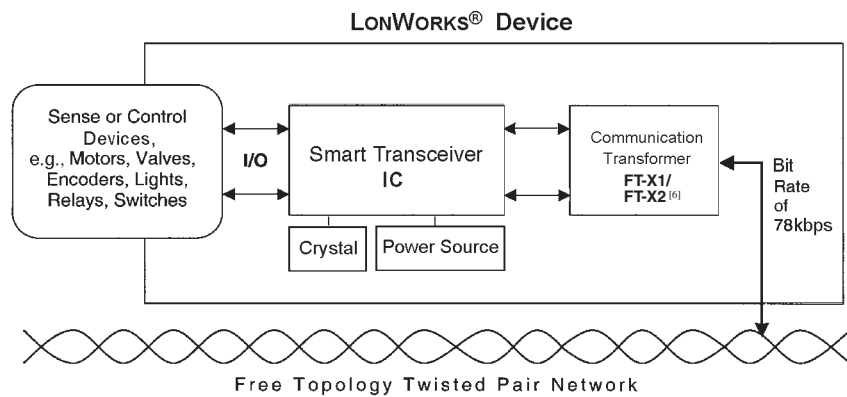 LONWORKS® Device
Sense or Control
Devices,
e.g., Motors, Valves,
Encoders, Lights,
Relays, Switches
I/O
Smart Transceiver
IC
Crystal
Power Source
Communication
Transformer
FT-X1/
FT-X2 [6]
Bit
Rate
of
78kbps
Free Topology Twisted Pair Network